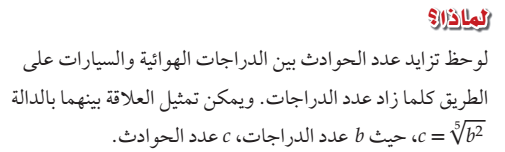 لماذا؟
لوحظ تزايد عدد الحوادث بين الدراجات الهوائية والسيارات على
الطريق كلما زاد عدد الدراجات. ويمكن تمثيل العلاقة بينهما بالدالة
c = ⁵√b²، حيث b عدد الدراجات، c عدد الحوادث.